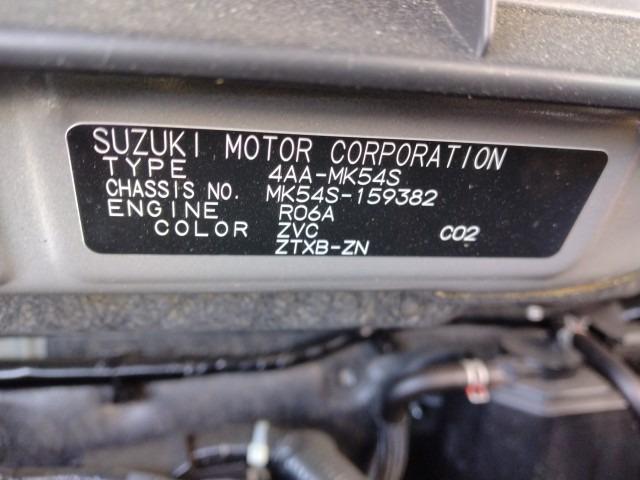 SUZUKI MOTOR CORPORATION
TYPE 4AA-MK54S
CHASSIS NO. MK54S-159382
ENGINE R06A
COLOR ZVC C02
ZTXB-ZN